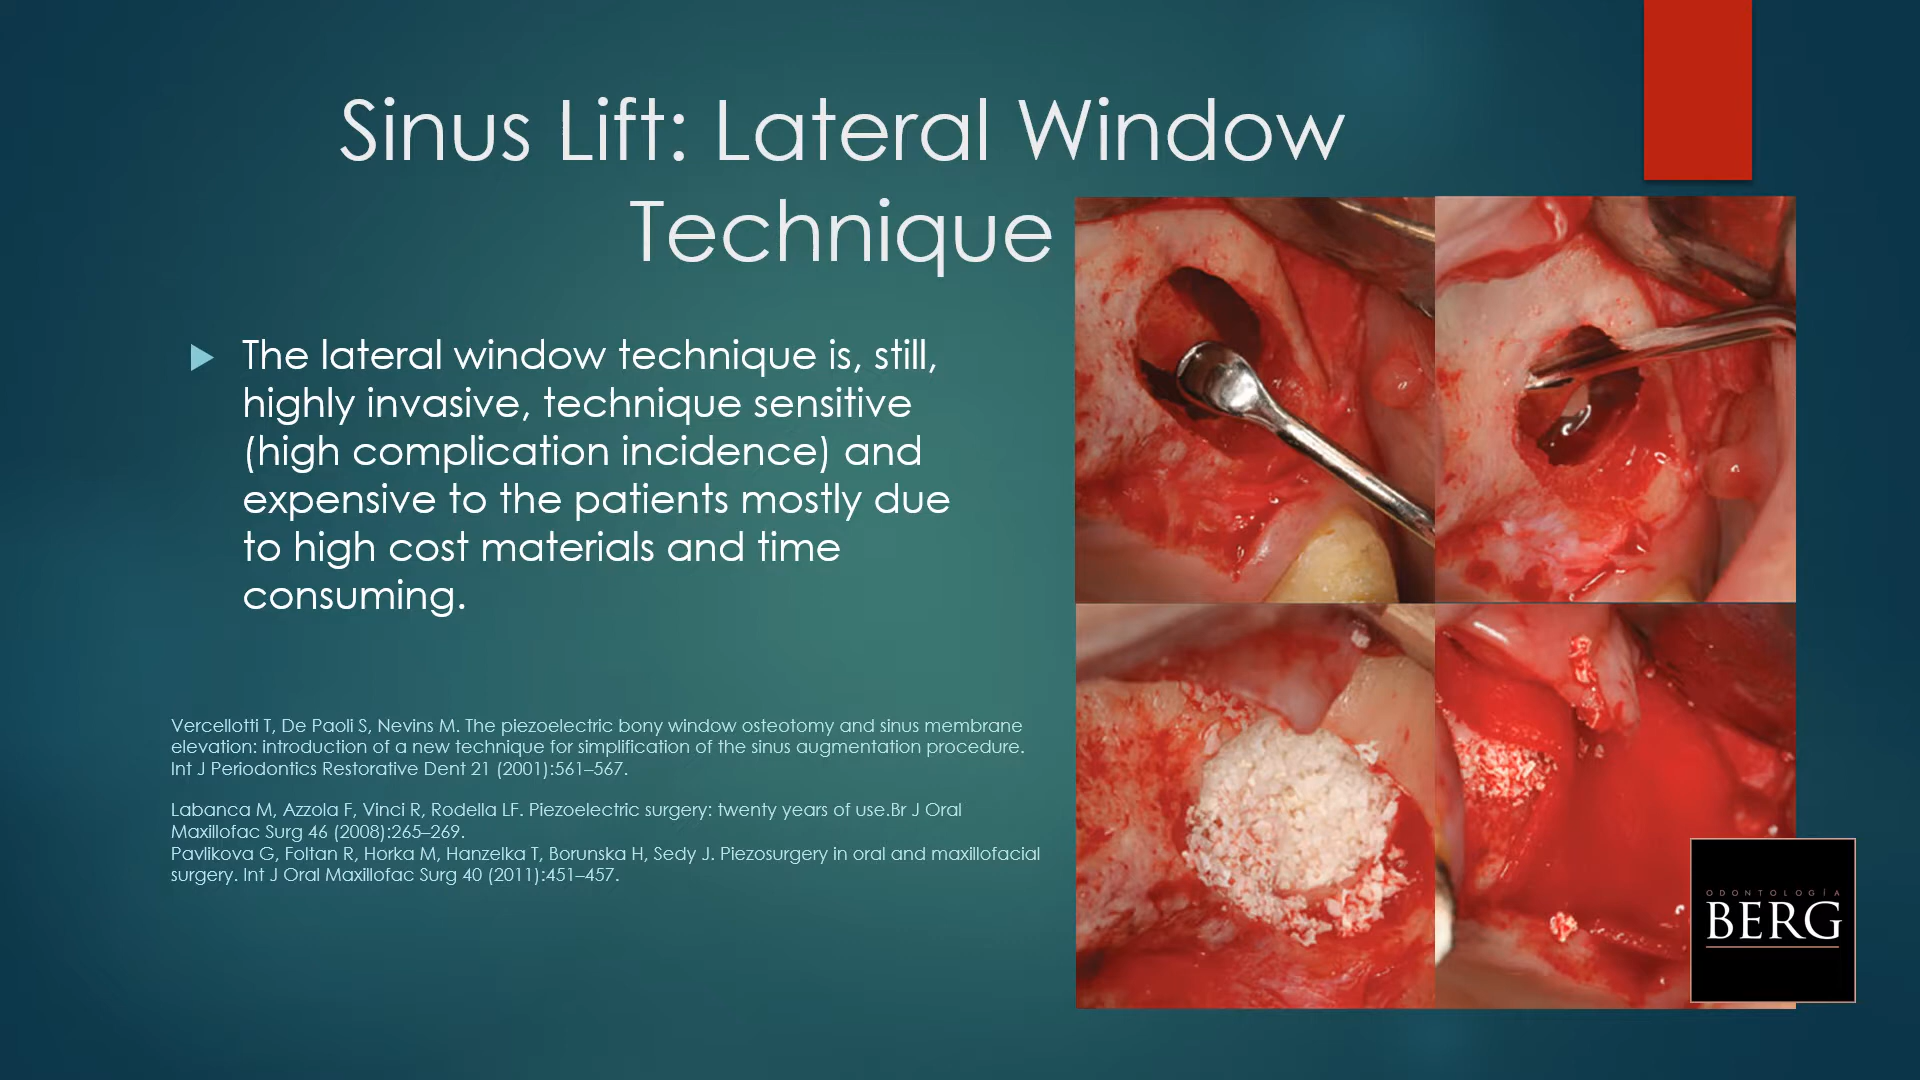 Sinus Lift: Lateral Window
Technique
The lateral window technique is, still,
highly invasive, technique sensitive
(high complication incidence) and
expensive to the patients mostly due
to high cost materials and time
consuming.
Vercellotti T, De Paoli S, Nevins M. The piezoelectric bony window osteotomy and sinus membrane
elevation: introduction of a new technique for simplification of the sinus augmentation procedure.
Int J Periodontics Restorative Dent 21 (2001):561–567.
Labanca M, Azzola F, Vinci R, Rodella LF. Piezoelectric surgery: twenty years of use.Br J Oral
Maxillofac Surg 46 (2008):265–269.
Pavlikova G, Foltan R, Horka M, Hanzelka T, Borunska H, Sedy J. Piezosurgery in oral and maxillofacial
surgery. Int J Oral Maxillofac Surg 40 (2011):451–457.
ODONTOLOGÍA
BERG